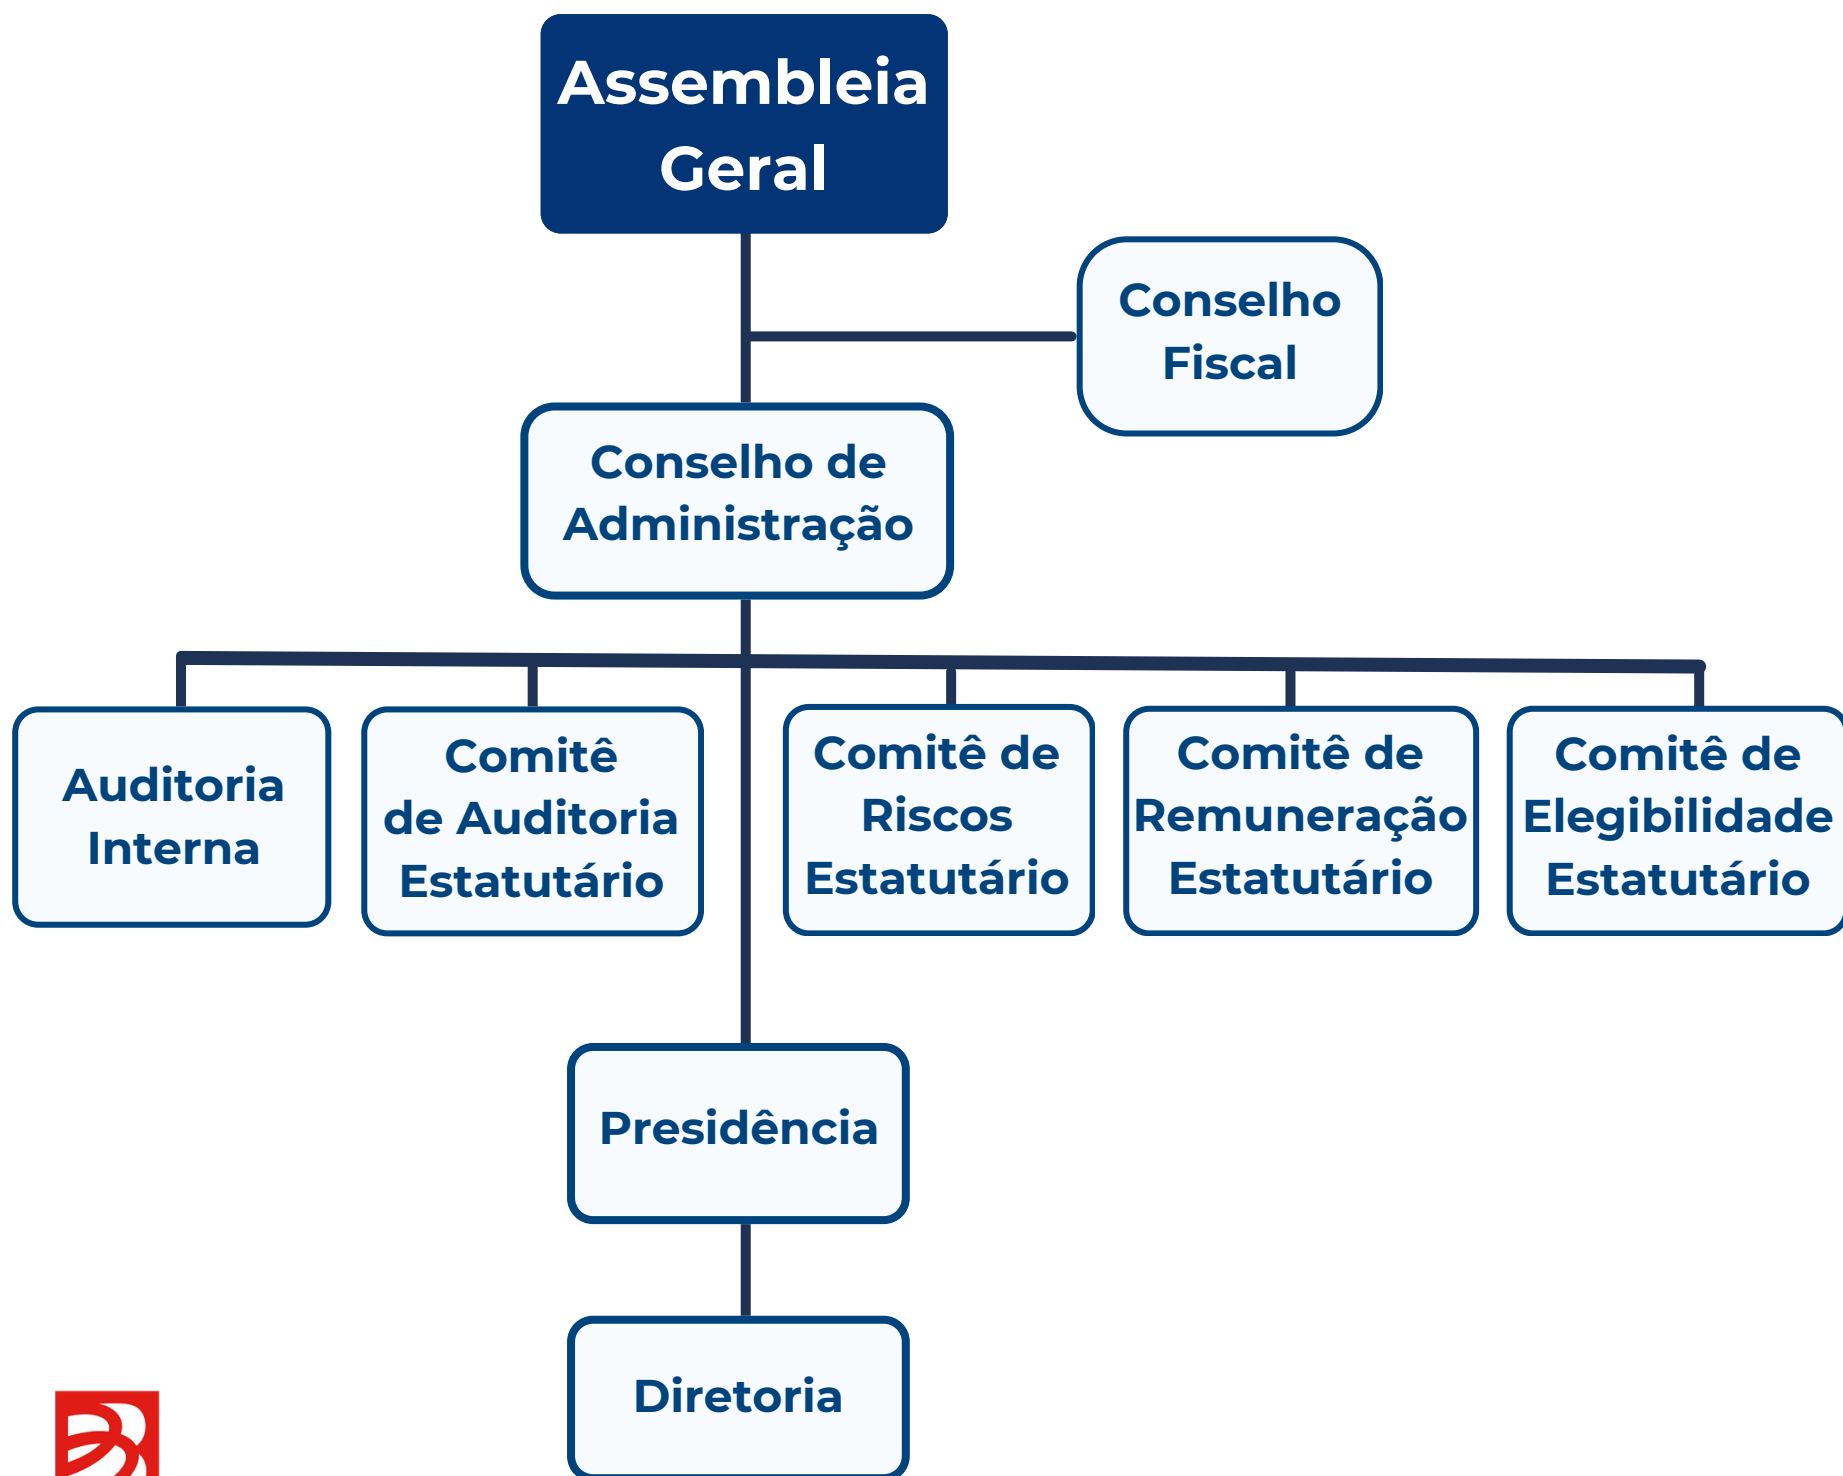 Assembleia
Geral
Conselho
Fiscal
Conselho de
Administração
Auditoria
Interna
Comitê
de Auditoria
Estatutário
Comitê de
Riscos
Estatutário
Comitê de
Remuneração
Estatutário
Comitê de
Elegibilidade
Estatutário
Presidência
Diretoria